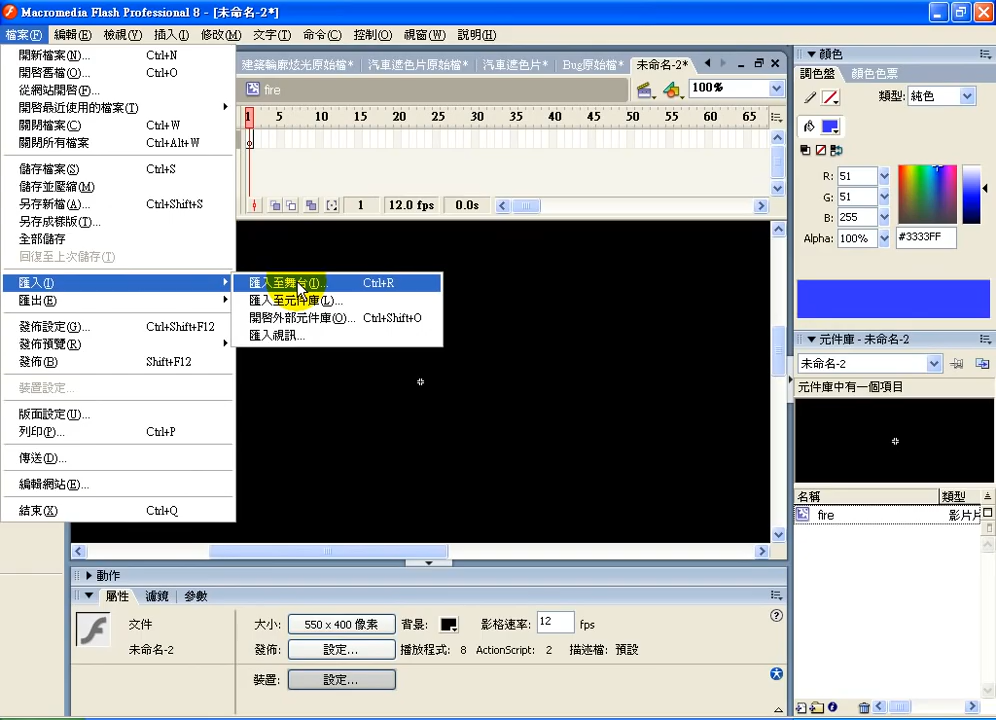 Macromedia Flash Professional 8 - [未命名-2*]
檔案(F) 編輯(E) 檢視(V) 插入(I) 修改(M) 文字(T) 命令(C) 控制(O) 視窗(W) 說明(H)
開新檔案(N)... Ctrl+N
開啓舊檔(O)... Ctrl+O
從網站開啓(F)...
開啓最近使用的檔案(T)
關閉檔案(C) Ctrl+W
關閉所有檔案 Ctrl+Alt+W
儲存檔案(S) Ctrl+S
儲存並壓縮(M)
另存新檔(A)... Ctrl+Shift+S
另存成樣版(T)...
全部儲存
回復至上次儲存(T)
匯入(I)
匯出(E)
發佈設定(G)... Ctrl+Shift+F12
發佈預覽(R)
發佈(B) Shift+F12
裝置設定...
版面設定(U)...
列印(P)... Ctrl+P
傳送(D)...
編輯網站(E)...
結束(X) Ctrl+Q
匯入至舞台(I)... Ctrl+R
匯入至元件庫(L)...
開啓外部元件庫(O)... Ctrl+Shift+O
匯入視訊...
建築輪廓炫光原始檔* 汽車遮色片原始檔* 汽車遮色片* Bug原始檔* 未命名-2*
fire
100%
1 5 10 15 20 25 30 35 40 45 50 55 60 65
1 12.0 fps 0.0s
動作
屬性 濾鏡 參數
文件
未命名-2
大小: 550 x 400 像素 背景: 影格速率: 12 fps
發佈: 設定... 播放程式: 8 ActionScript: 2 描述檔: 預設
裝置: 設定...
顏色
調色盤 顏色色票
類型: 純色
R: 51
G: 51
B: 255
Alpha: 100% #3333FF
元件庫 - 未命名-2
未命名-2
元件庫中有一個項目
名稱 類型
fire 影片片